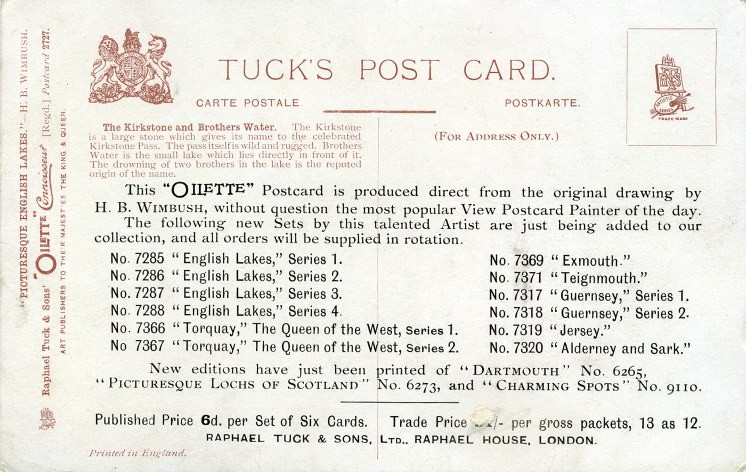 "PICTURESQUE ENGLISH LAKES."—H. B. WIMBUSH.
Raphael Tuck & Sons' "OILETTE" Connoisseur [Regd.] Postcard 2727.
ART PUBLISHERS TO THEIR MAJESTIES THE KING & QUEEN.
TUCK'S POST CARD.
CARTE POSTALE
POSTKARTE.
The Kirkstone and Brothers Water. The Kirkstone
is a large stone which gives its name to the celebrated
Kirkstone Pass. The pass itself is wild and rugged. Brothers
Water is the small lake which lies directly in front of it.
The drowning of two brothers in the lake is the reputed
origin of the name.
(FOR ADDRESS ONLY.)
TRADE MARK
This "OILETTE" Postcard is produced direct from the original drawing by
H. B. WIMBUSH, without question the most popular View Postcard Painter of the day.
The following new Sets by this talented Artist are just being added to our
collection, and all orders will be supplied in rotation.
No. 7285 "English Lakes," Series 1.
No. 7286 "English Lakes," Series 2.
No. 7287 "English Lakes," Series 3.
No. 7288 "English Lakes," Series 4.
No. 7366 "Torquay," The Queen of the West, Series 1.
No 7367 "Torquay," The Queen of the West, Series 2.
No. 7369 "Exmouth."
No. 7371 "Teignmouth."
No. 7317 "Guernsey," Series 1.
No. 7318 "Guernsey," Series 2.
No. 7319 "Jersey."
No. 7320 "Alderney and Sark."
New editions have just been printed of "DARTMOUTH" No. 6265,
"PICTURESQUE LOCHS OF SCOTLAND" No. 6273, and "CHARMING SPOTS" No. 9110.
Published Price 6d. per Set of Six Cards. Trade Price /- per gross packets, 13 as 12.
RAPHAEL TUCK & SONS, LTD., RAPHAEL HOUSE, LONDON.
Printed in England.